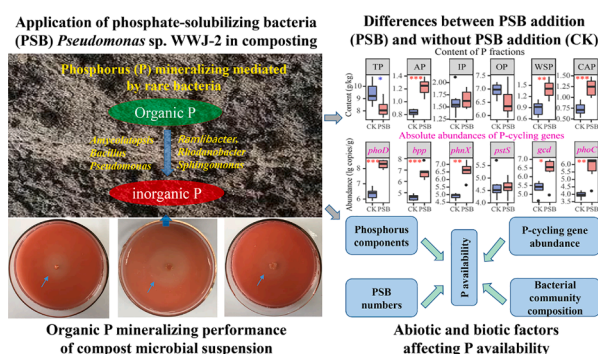 Application of phosphate-solubilizing bacteria
(PSB) Pseudomonas sp. WWJ-2 in composting
Phosphorus (P) mineralizing mediated
by rare bacteria
Organic P
Bacillus
Pseudomonas
Ramlibacter,
Rhodanobacter
Sphingomonas
inorganic P
Organic P mineralizing performance
of compost microbial suspension
Differences between PSB addition
(PSB) and without PSB addition (CK)
Content of P fractions
TP AP IP OP WSP CAP
Content (g/kg)
CK PSB CK PSB CK PSB CK PSB CK PSB CK PSB
Absolute abundances of P-cycling genes
phoD bpp phnX pstS gcd phoC
Abundance (lg copies/g)
CK PSB CK PSB CK PSB CK PSB CK PSB CK PSB
Phosphorus
components
P-cycling gene
abundance
P availability
PSB
numbers
Bacterial
community
composition
Abiotic and biotic factors
affecting P availability